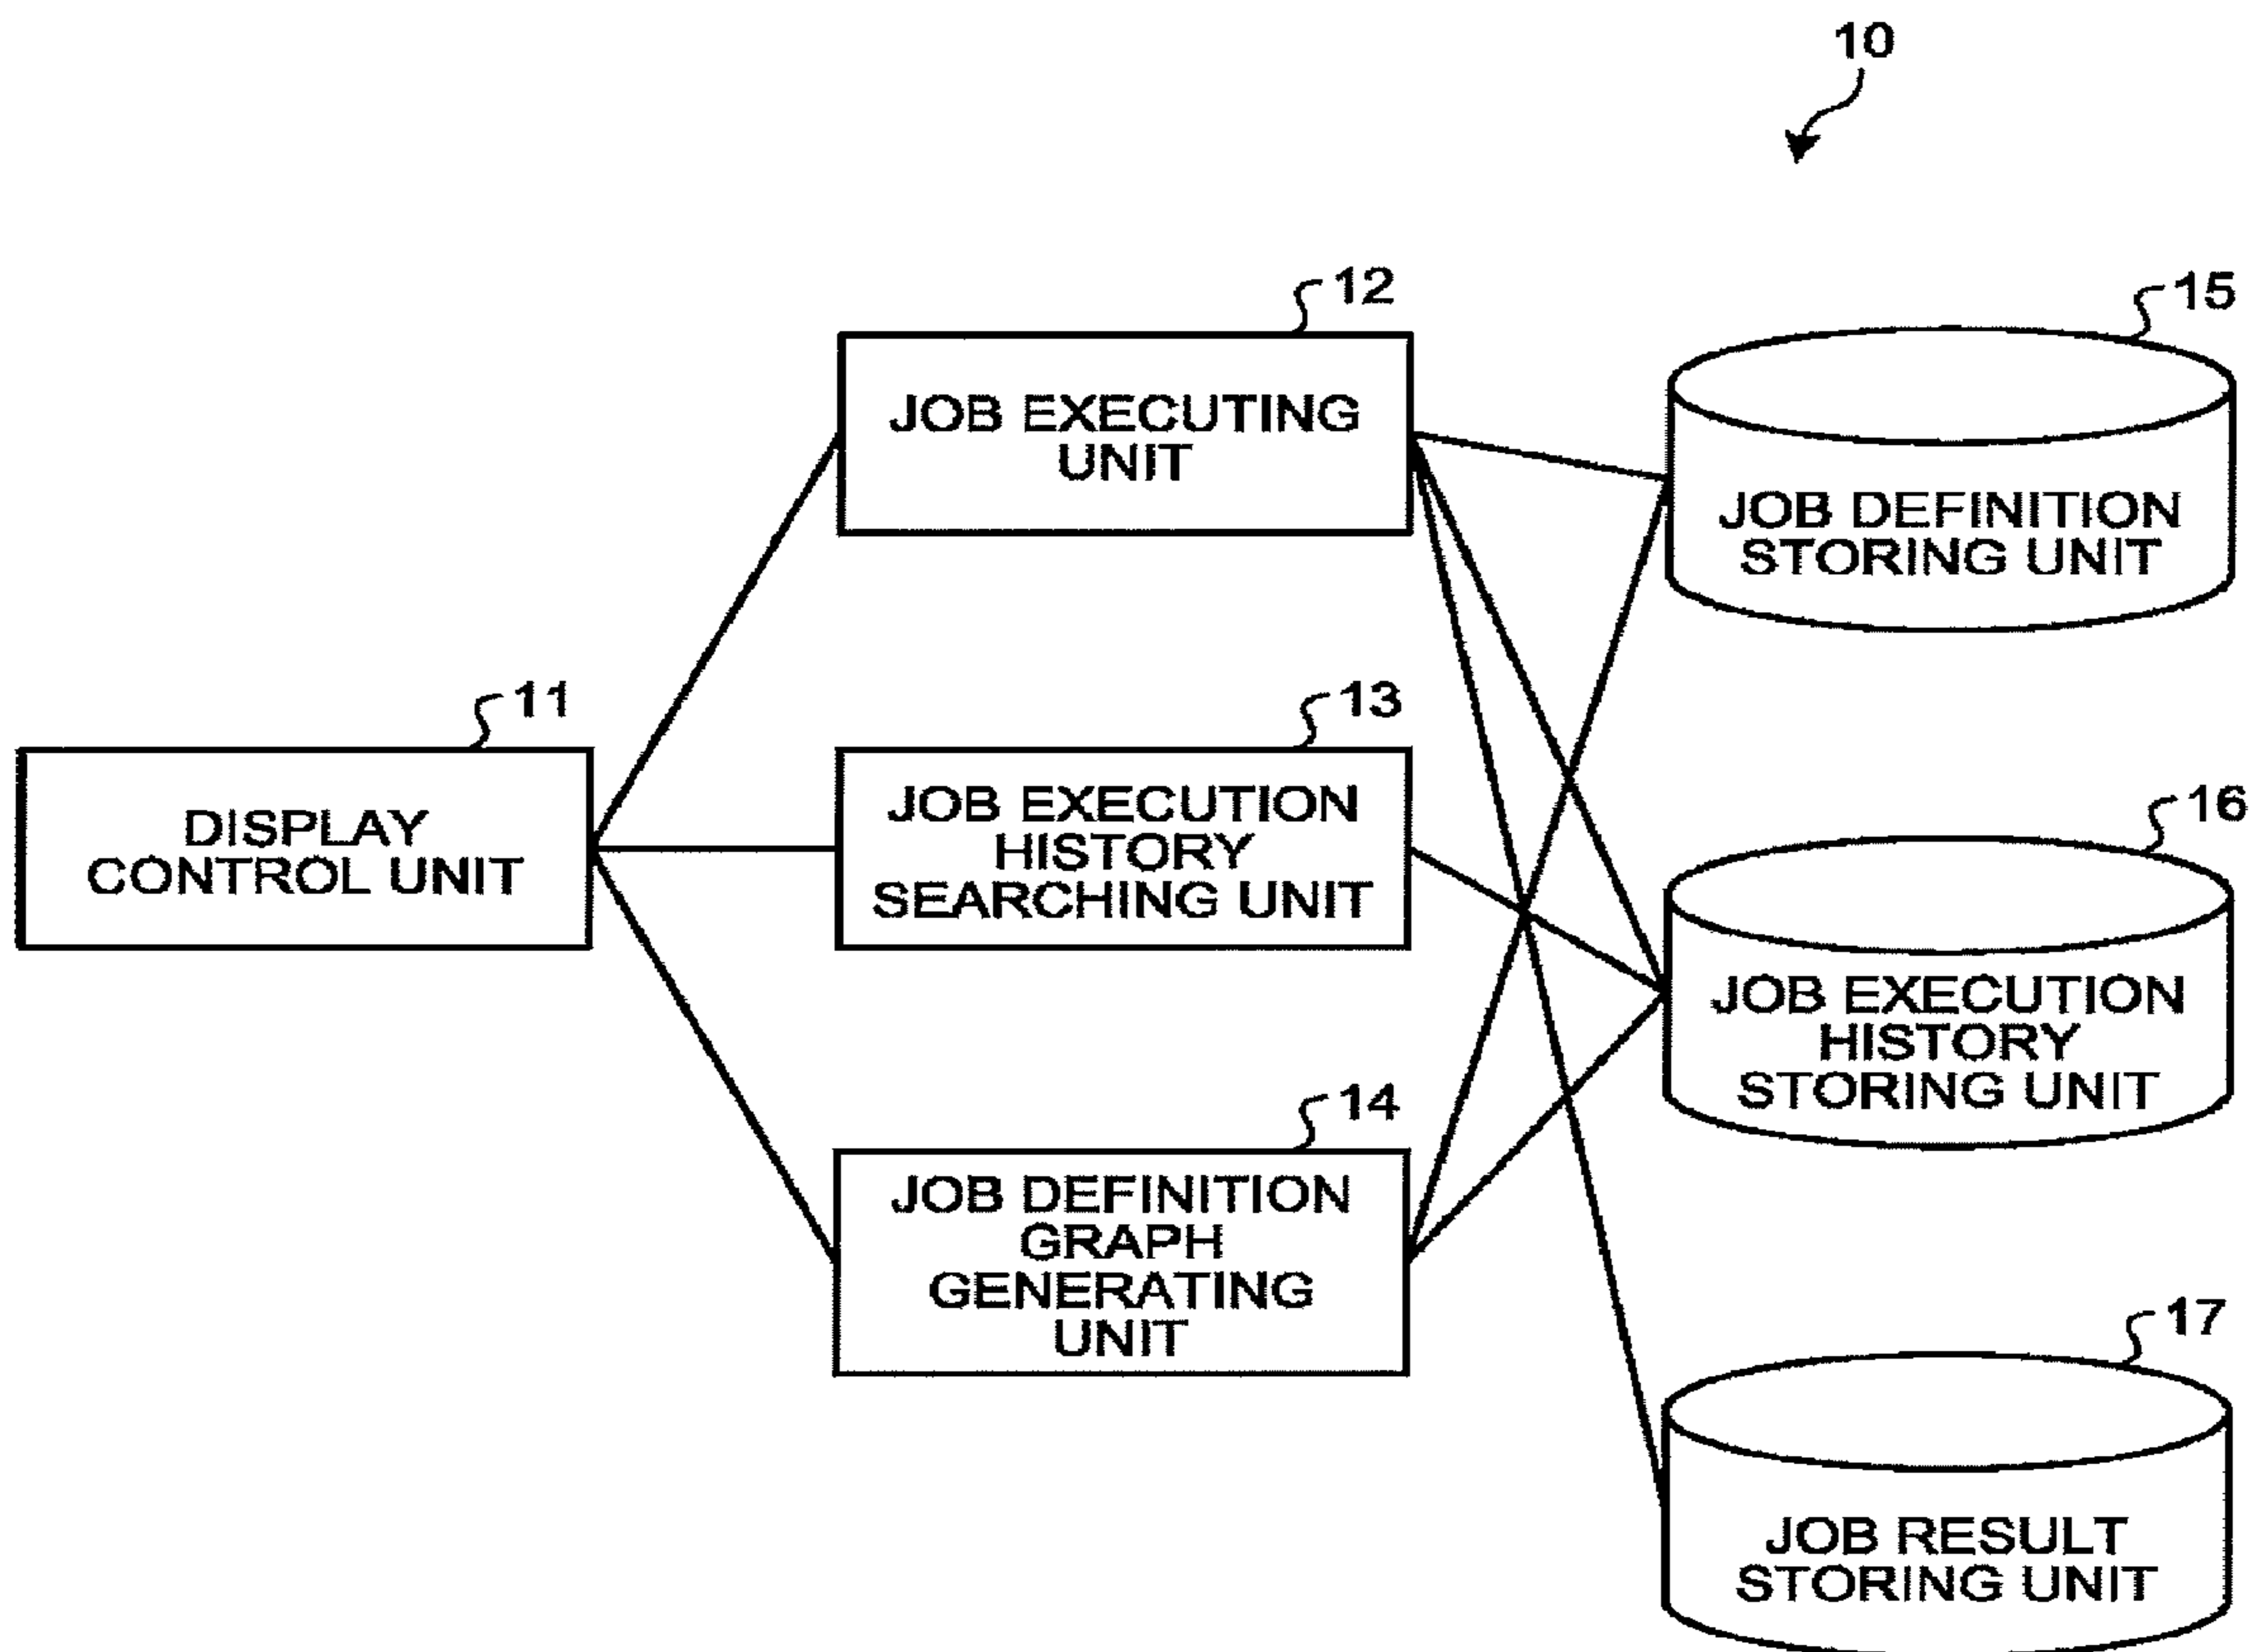 10
12
JOB EXECUTING
UNIT
15
JOB DEFINITION
STORING UNIT
11
DISPLAY
CONTROL UNIT
13
JOB EXECUTION
HISTORY
SEARCHING UNIT
16
JOB EXECUTION
HISTORY
STORING UNIT
14
JOB DEFINITION
GRAPH
GENERATING
UNIT
17
JOB RESULT
STORING UNIT